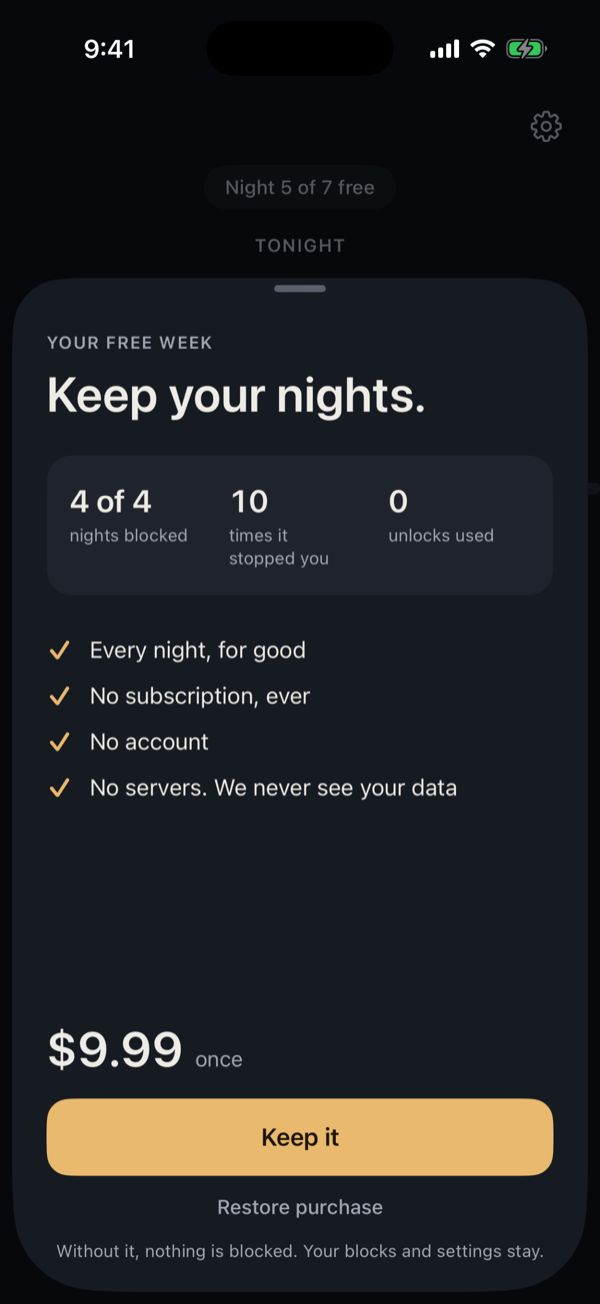 9:41
Night 5 of 7 free
TONIGHT
YOUR FREE WEEK
Keep your nights.
4 of 4
nights blocked
10
times it
stopped you
0
unlocks used
Every night, for good
No subscription, ever
No account
No servers. We never see your data
$9.99 once
Keep it
Restore purchase
Without it, nothing is blocked. Your blocks and settings stay.